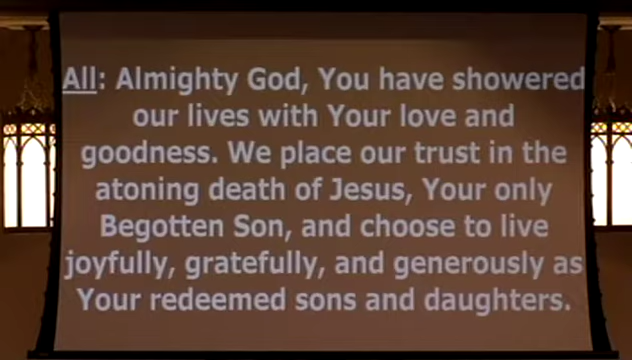 All: Almighty God, You have showered
our lives with Your love and
goodness. We place our trust in the
atoning death of Jesus, Your only
Begotten Son, and choose to live
joyfully, gratefully, and generously as
Your redeemed sons and daughters.